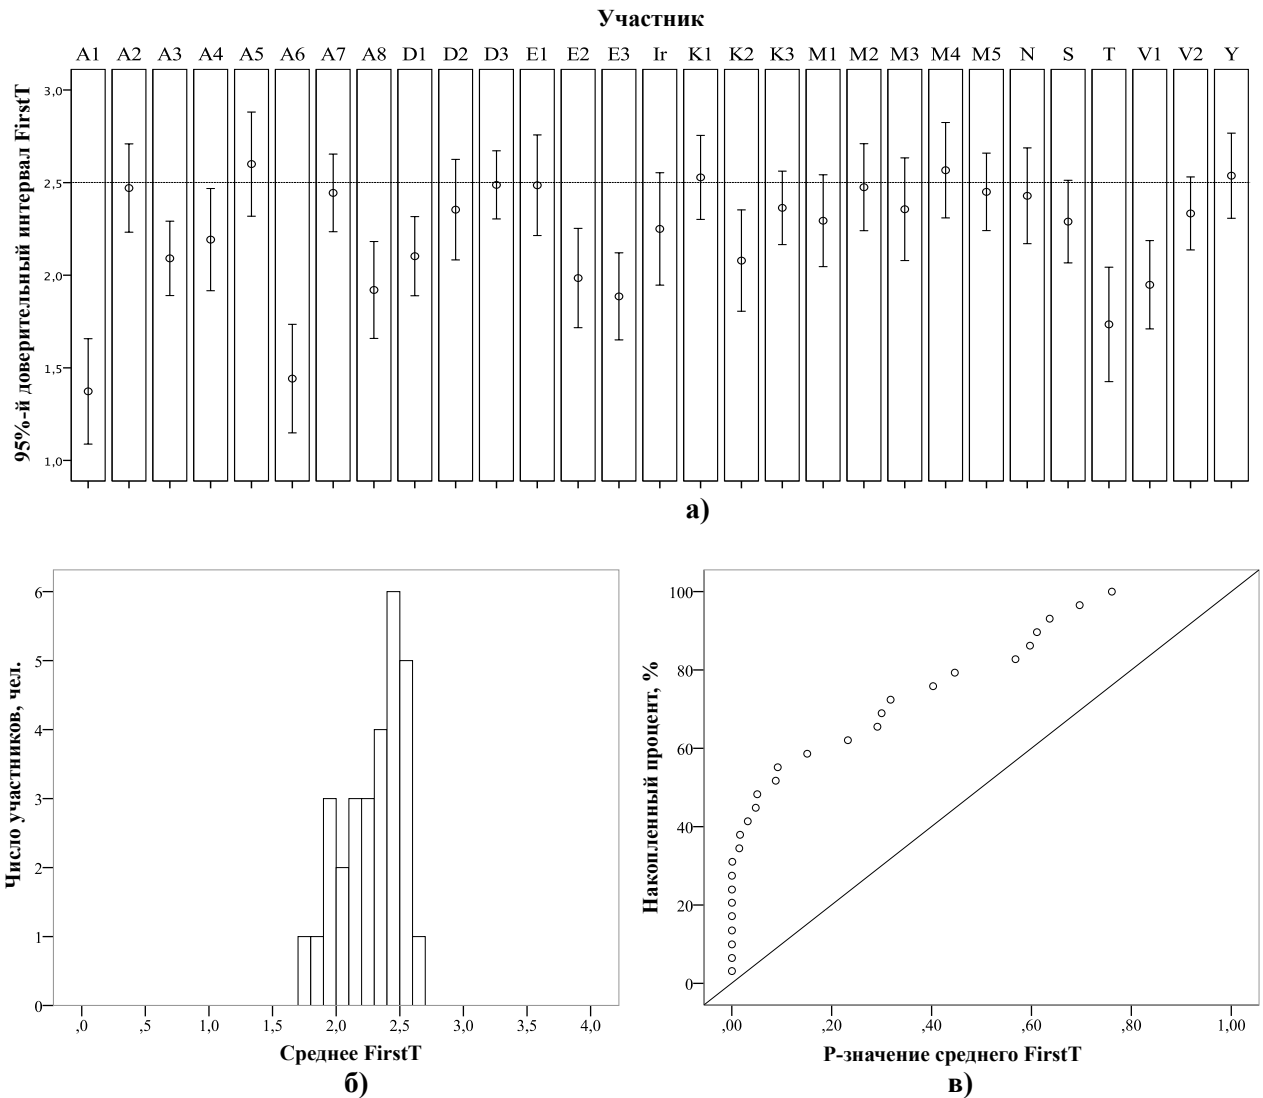 Участник
A1 A2 A3 A4 A5 A6 A7 A8 D1 D2 D3 E1 E2 E3 Ir K1 K2 K3 M1 M2 M3 M4 M5 N S T V1 V2 Y
95%-й доверительный интервал FirstT
3,0
2,5
2,0
1,5
1,0
а)
Число участников, чел.
6
5
4
3
2
1
0
,0 ,5 1,0 1,5 2,0 2,5 3,0 3,5 4,0
Среднее FirstT
б)
Накопленный процент, %
100
80
60
40
20
0
,00 ,20 ,40 ,60 ,80 1,00
P-значение среднего FirstT
в)